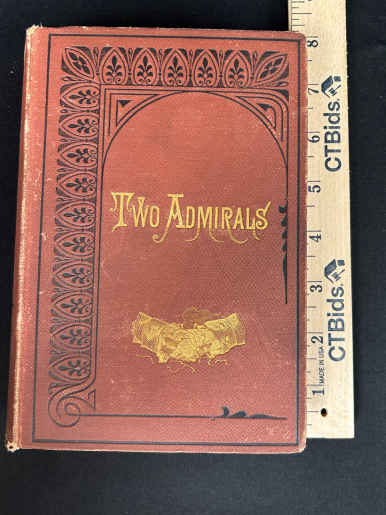 TWO ADMIRALS
8
7
CTBids.
6
5
4
3
CTBids.
2
MADE IN USA
1